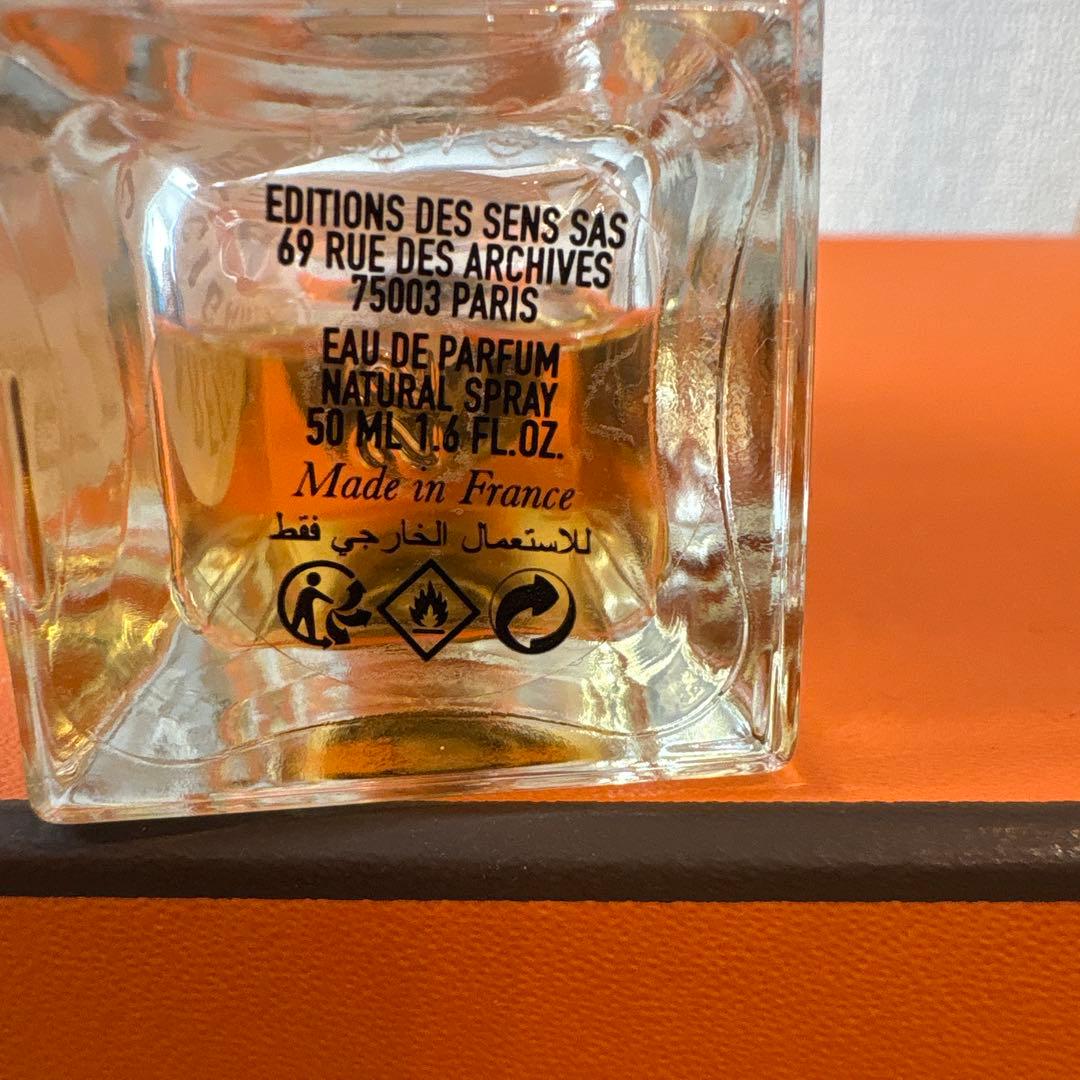 EDITIONS DES SENS SAS
69 RUE DES ARCHIVES
75003 PARIS
EAU DE PARFUM
NATURAL SPRAY
50 ML 1.6 FL.OZ.
Made in France
للاستعمال الخارجي فقط